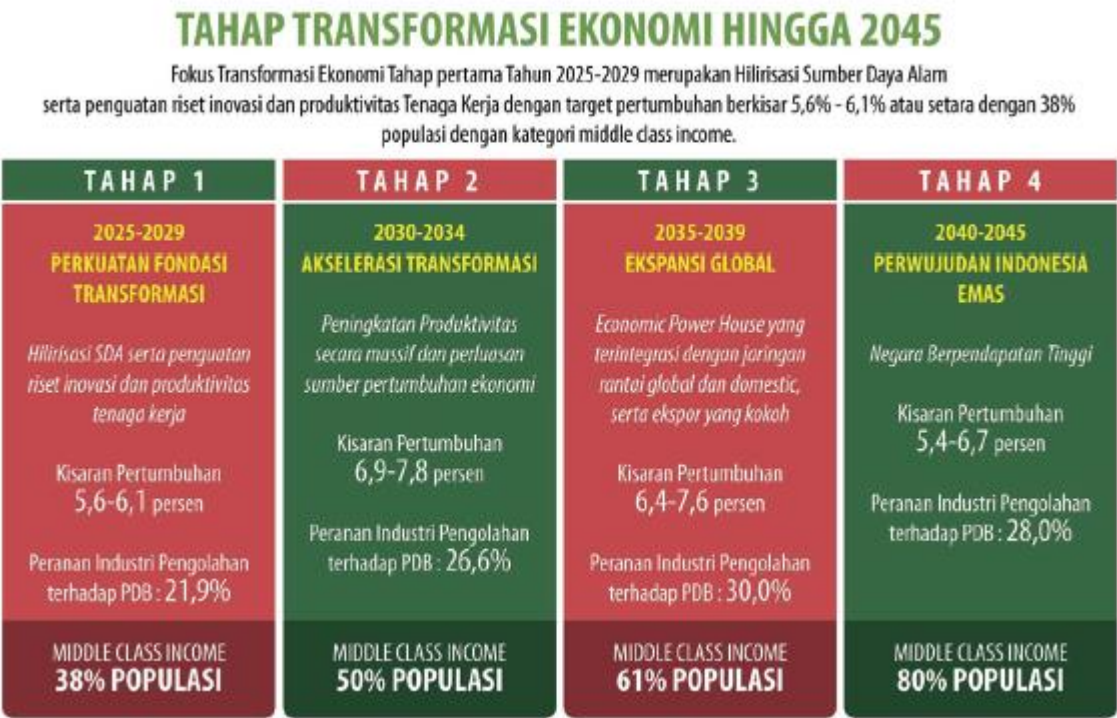 TAHAP TRANSFORMASI EKONOMI HINGGA 2045
Fokus Transformasi Ekonomi Tahap pertama Tahun 2025-2029 merupakan Hilirisasi Sumber Daya Alam
serta penguatan riset inovasi dan produktivitas Tenaga Kerja dengan target pertumbuhan berkisar 5,6% - 6,1% atau setara dengan 38%
populasi dengan kategori middle class income.
TAHAP 1
2025-2029
PERKUATAN FONDASI
TRANSFORMASI
Hilirisasi SDA serta penguatan
riset inovasi dan produktivitas
tenaga kerja
Kisaran Pertumbuhan
5,6-6,1 persen
Peranan Industri Pengolahan
terhadap PDB : 21,9%
MIDDLE CLASS INCOME
38% POPULASI
TAHAP 2
2030-2034
AKSELERASI TRANSFORMASI
Peningkatan Produktivitas
secara massif dan perluasan
sumber pertumbuhan ekonomi
Kisaran Pertumbuhan
6,9-7,8 persen
Peranan Industri Pengolahan
terhadap PDB : 26,6%
MIDDLE CLASS INCOME
50% POPULASI
TAHAP 3
2035-2039
EKSPANSI GLOBAL
Economic Power House yang
terintegrasi dengan jaringan
rantai global dan domestic,
serta ekspor yang kokoh
Kisaran Pertumbuhan
6,4-7,6 persen
Peranan Industri Pengolahan
terhadap PDB : 30,0%
MIDDLE CLASS INCOME
61% POPULASI
TAHAP 4
2040-2045
PERWUJUDAN INDONESIA
EMAS
Negara Berpendapatan Tinggi
Kisaran Pertumbuhan
5,4-6,7 persen
Peranan Industri Pengolahan
terhadap PDB : 28,0%
MIDDLE CLASS INCOME
80% POPULASI